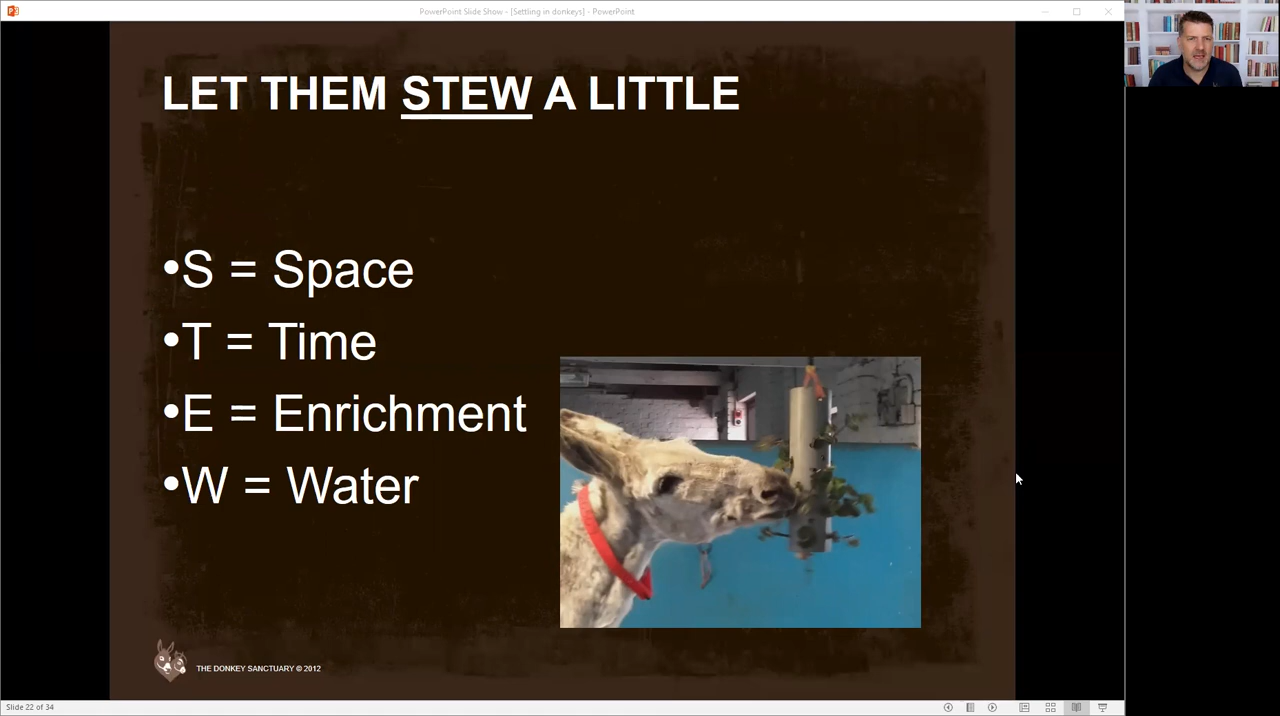 PowerPoint Slide Show - [Settling in donkeys] - PowerPoint
LET THEM STEW A LITTLE
•S = Space
•T = Time
•E = Enrichment
•W = Water
THE DONKEY SANCTUARY © 2012
Slide 22 of 34